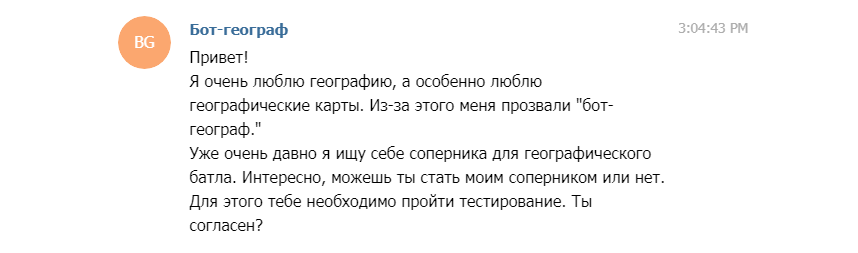 BG
Бот-географ
3:04:43 PM
Привет!
Я очень люблю географию, а особенно люблю
географические карты. Из-за этого меня прозвали "бот-
географ."
Уже очень давно я ищу себе соперника для географического
батла. Интересно, можешь ты стать моим соперником или нет.
Для этого тебе необходимо пройти тестирование. Ты
согласен?